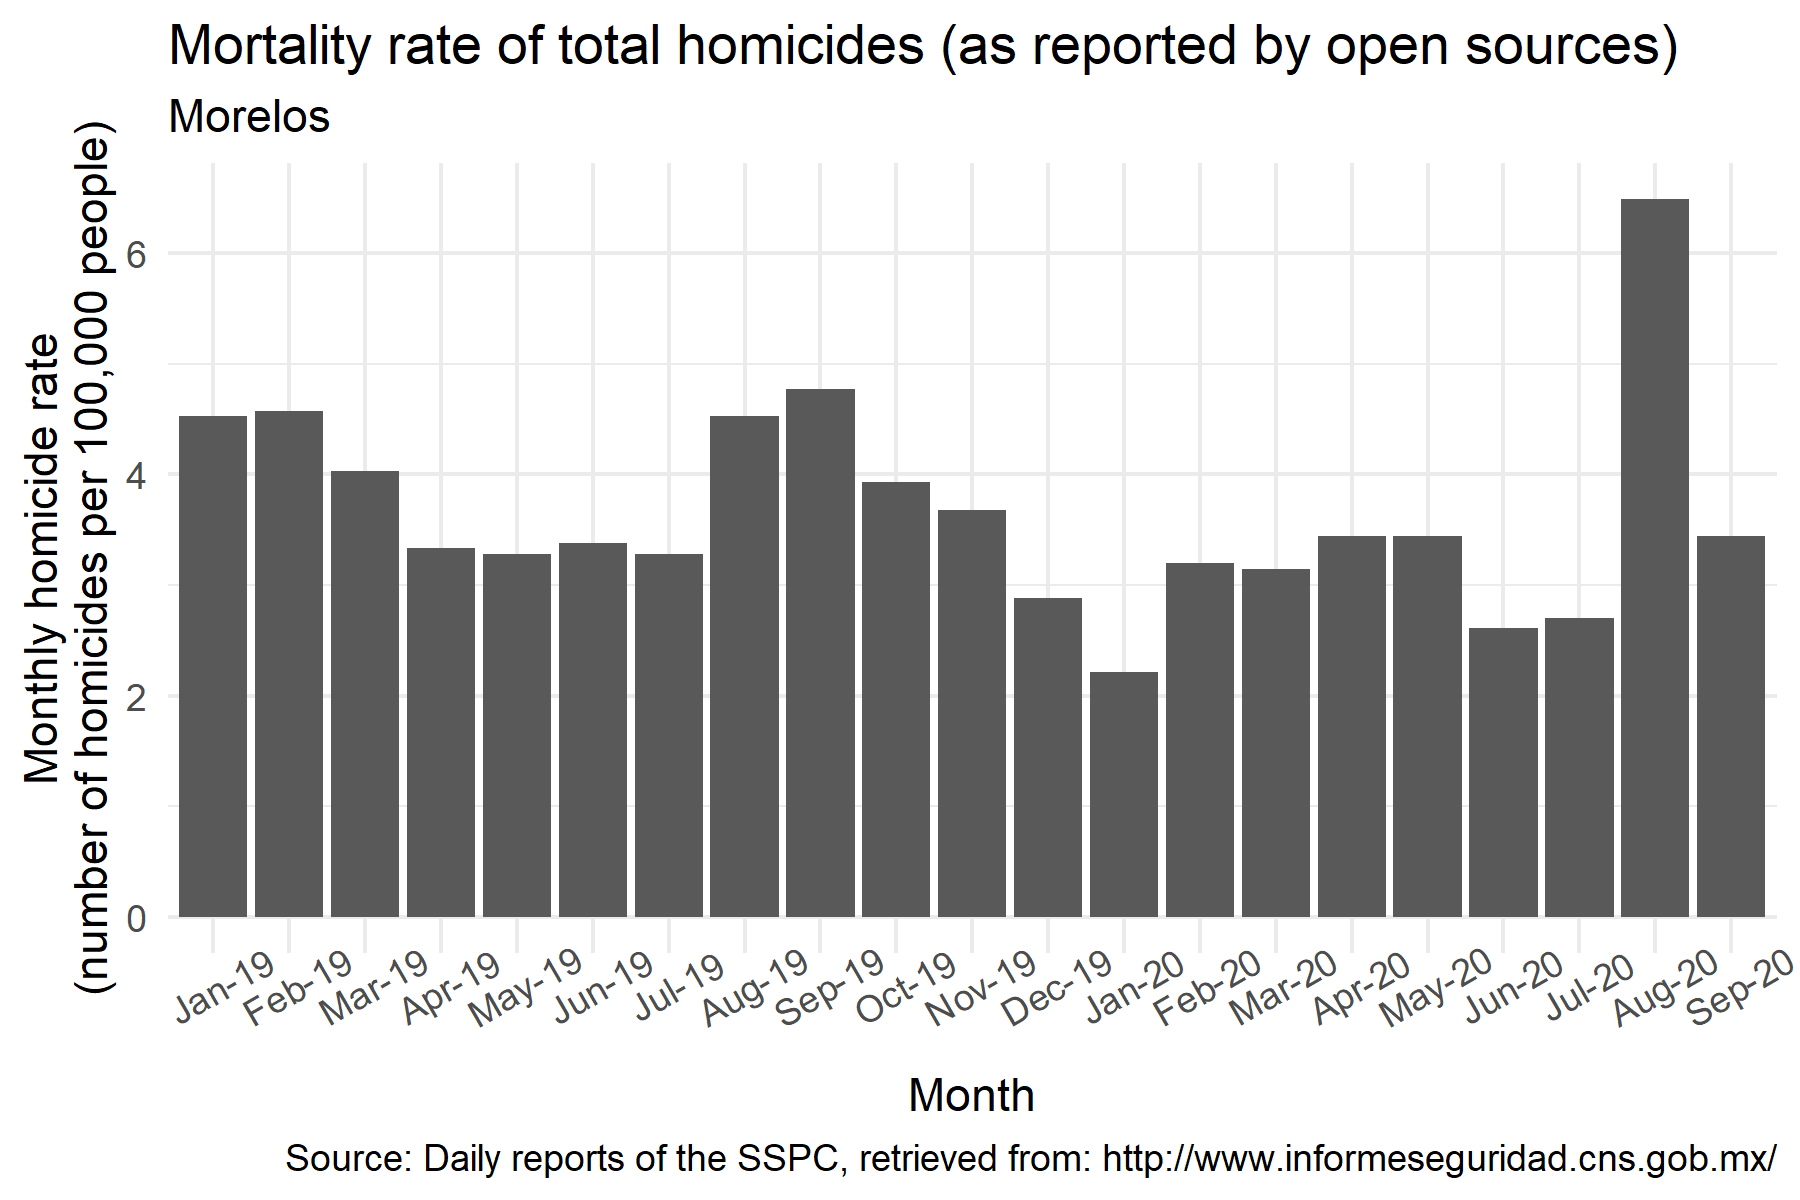 Mortality rate of total homicides (as reported by open sources)
Morelos
Monthly homicide rate
(number of homicides per 100,000 people)
6
4
2
0
Jan-19
Feb-19
Mar-19
Apr-19
May-19
Jun-19
Jul-19
Aug-19
Sep-19
Oct-19
Nov-19
Dec-19
Jan-20
Feb-20
Mar-20
Apr-20
May-20
Jun-20
Jul-20
Aug-20
Sep-20
Month
Source: Daily reports of the SSPC, retrieved from: http://www.informeseguridad.cns.gob.mx/